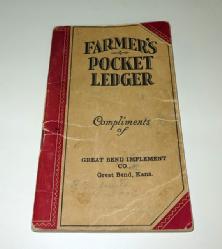 FARMER'S
POCKET
LEDGER
Compliments
of
GREAT BEND IMPLEMENT
CO.
Great Bend, Kans.